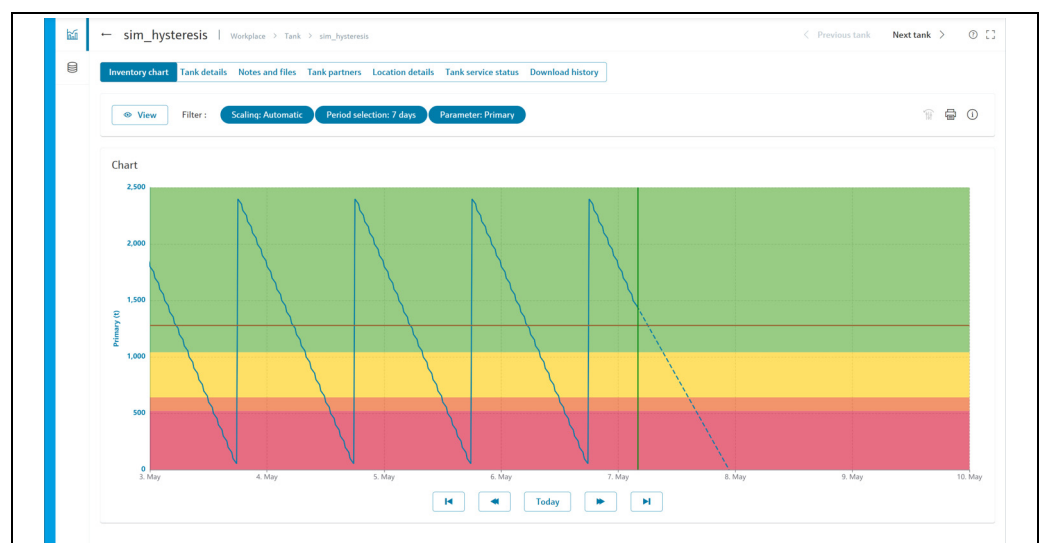 ← sim_hysteresis | Workplace > Tank > sim_hysteresis < Previous tank Next tank >
Inventory chart Tank details Notes and files Tank partners Location details Tank service status Download history
View Filter : Scaling: Automatic Period selection: 7 days Parameter: Primary
Chart
2,500
2,000
1,500
1,000
500
0
Primary (t)
3. May 4. May 5. May 6. May 7. May 8. May 9. May 10. May
Today